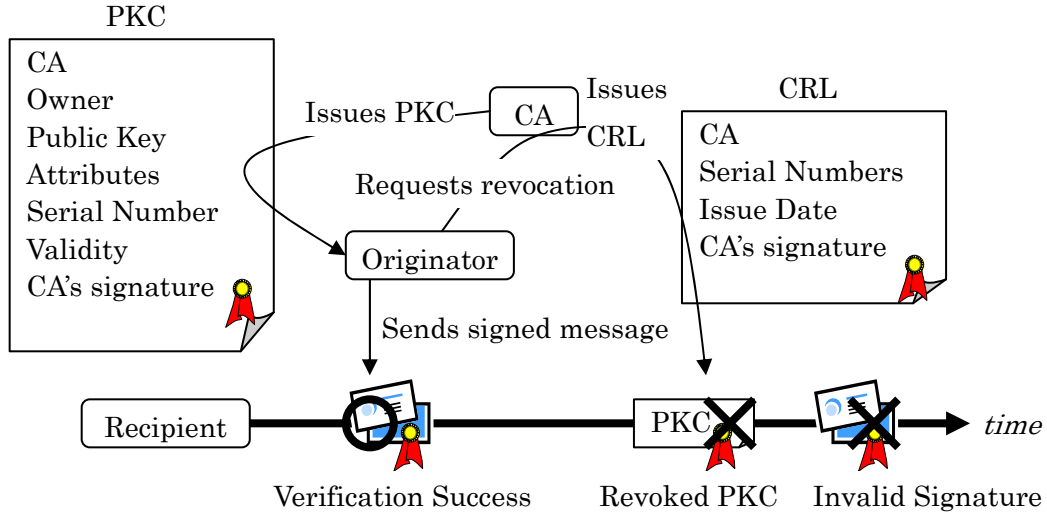 PKC
CA
Owner
Public Key
Attributes
Serial Number
Validity
CA's signature
Issues PKC
CA
Issues
CRL
Requests revocation
Originator
Sends signed message
CRL
CA
Serial Numbers
Issue Date
CA's signature
Recipient
PKC
time
Verification Success
Revoked PKC
Invalid Signature